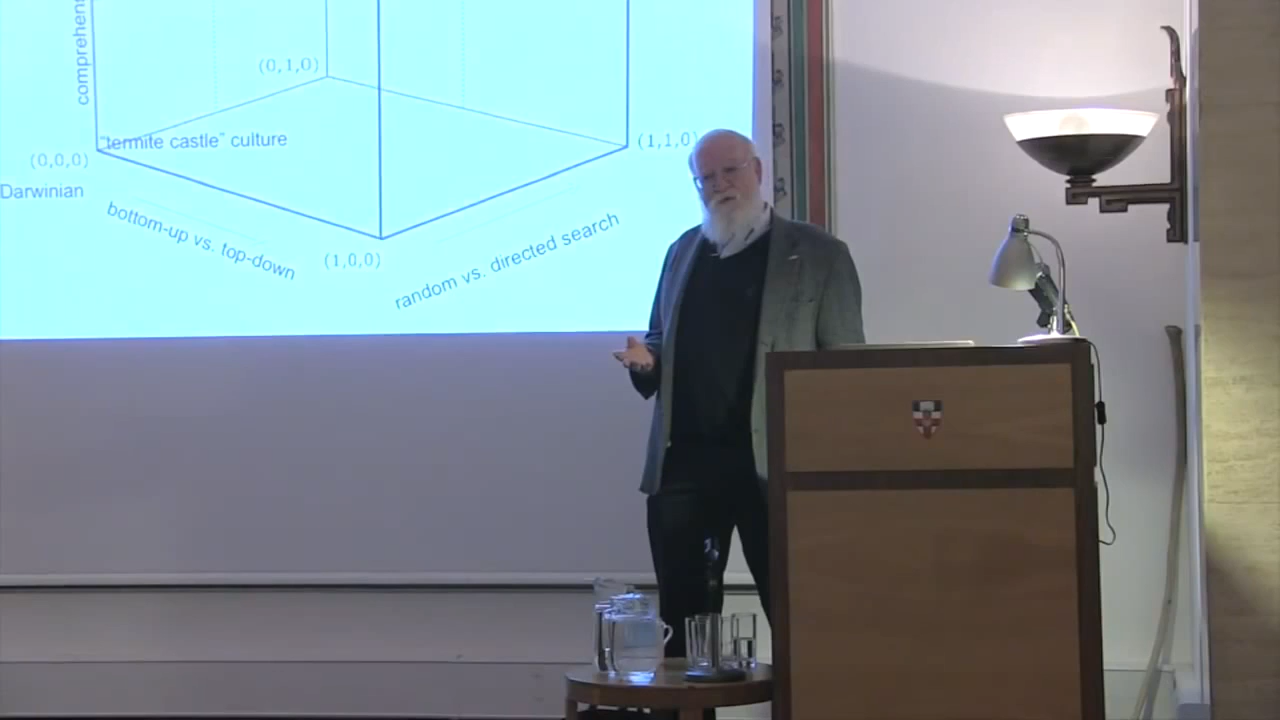 comprehens
(0,1,0)
"termite castle" culture
(1,1,0)
(0,0,0)
Darwinian
bottom-up vs. top-down
(1,0,0)
random vs. directed search